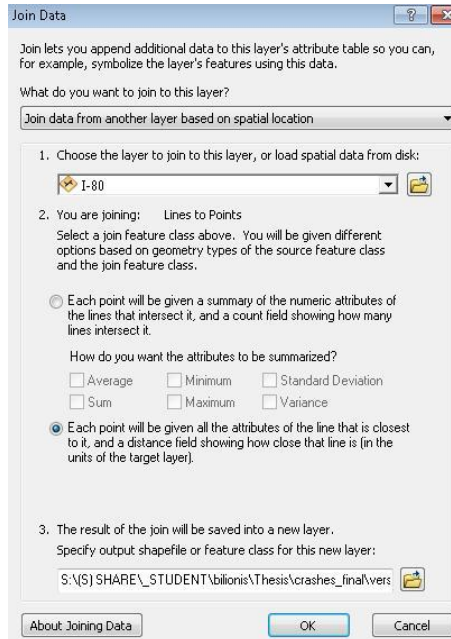 Join Data
Join lets you append additional data to this layer's attribute table so you can,
for example, symbolize the layer's features using this data.
What do you want to join to this layer?
Join data from another layer based on spatial location
1. Choose the layer to join to this layer, or load spatial data from disk:
I-80
2. You are joining: Lines to Points
Select a join feature class above. You will be given different
options based on geometry types of the source feature class
and the join feature class.
Each point will be given a summary of the numeric attributes of
the lines that intersect it, and a count field showing how many
lines intersect it.
How do you want the attributes to be summarized?
Average Minimum Standard Deviation
Sum Maximum Variance
Each point will be given all the attributes of the line that is closest
to it, and a distance field showing how close that line is (in the
units of the target layer).
3. The result of the join will be saved into a new layer.
Specify output shapefile or feature class for this new layer:
S:\(S) SHARE\_STUDENT\bilionis\Thesis\crashes_final\vers
About Joining Data OK Cancel